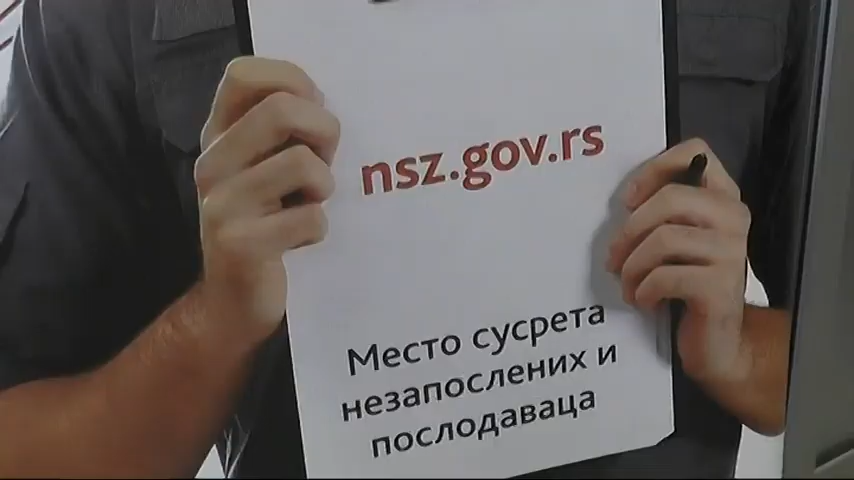 nsz.gov.rs
Место сусрета
незапослених и
послодаваца